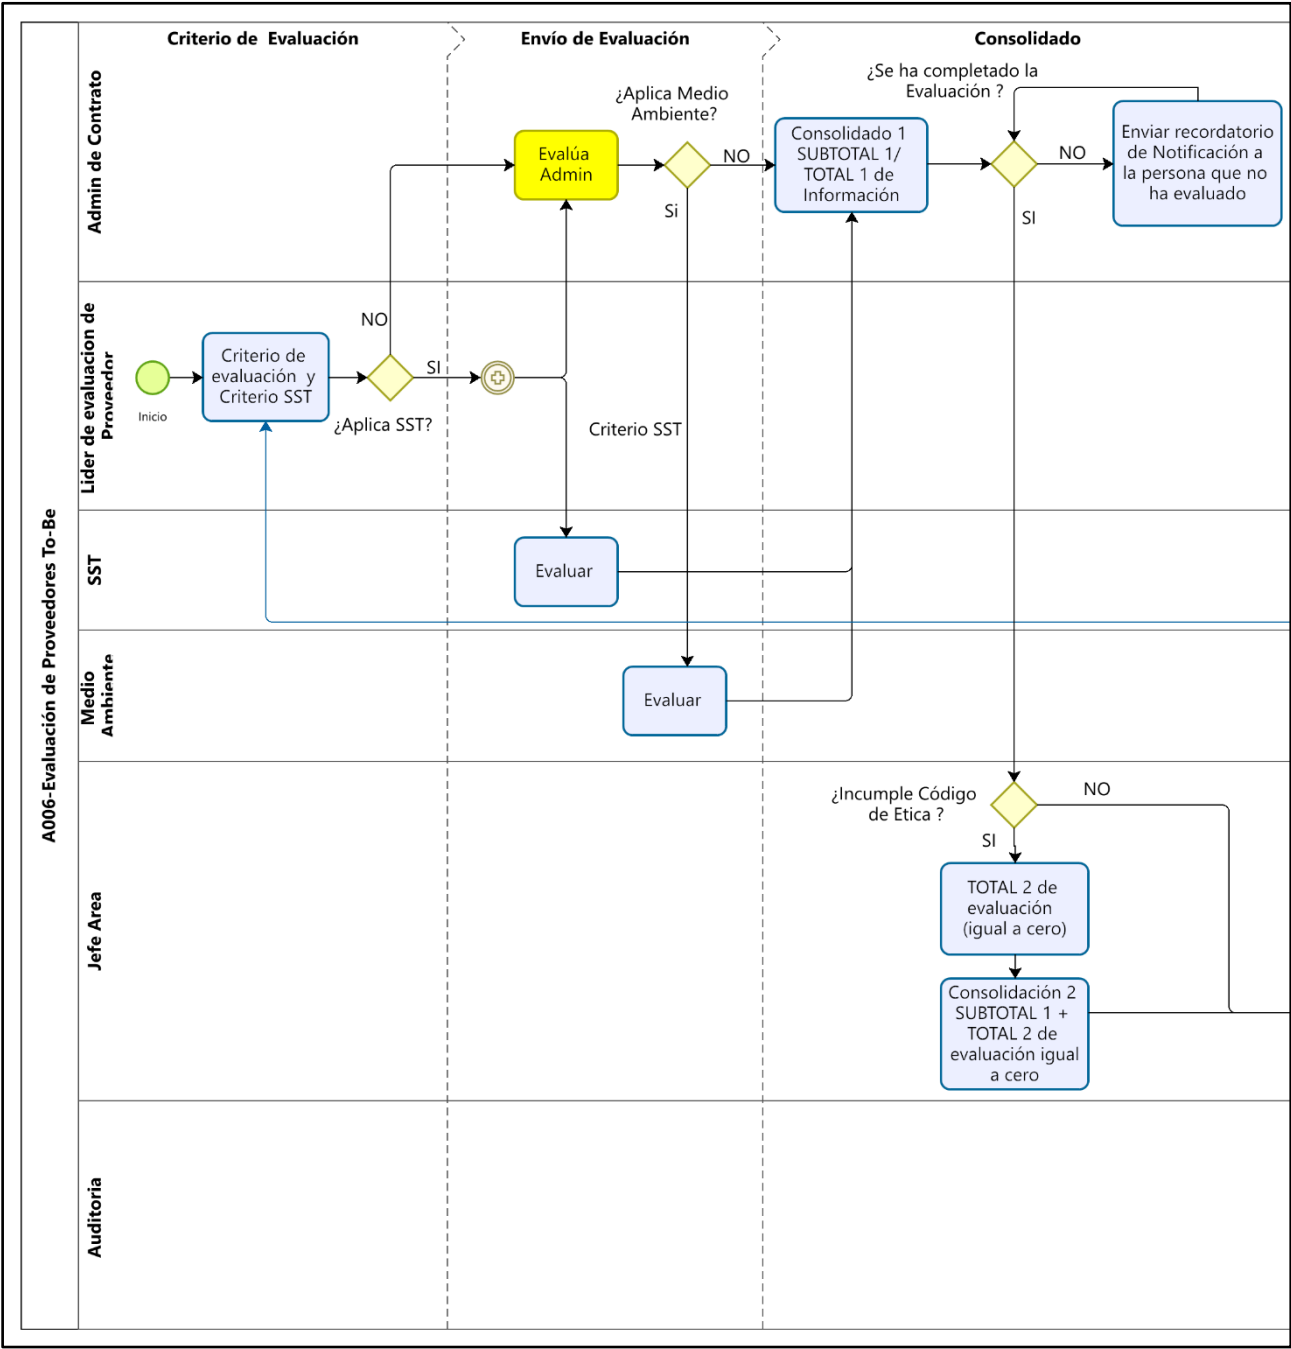 Criterio de Evaluación
Envío de Evaluación
Consolidado
A006-Evaluación de Proveedores To-Be
Admin de Contrato
¿Aplica Medio
Ambiente?
¿Se ha completado la
Evaluación ?
Evalúa
Admin
NO
Si
Consolidado 1
SUBTOTAL 1/
TOTAL 1 de
Información
NO
SI
Enviar recordatorio
de Notificación a
la persona que no
ha evaluado
Lider de evaluacion de
Proveedor
Inicio
Criterio de
evaluación y
Criterio SST
NO
SI
¿Aplica SST?
Criterio SST
SST
Evaluar
Medio
Ambiente
Evaluar
Jefe Area
¿Incumple Código
de Etica ?
NO
SI
TOTAL 2 de
evaluación
(igual a cero)
Consolidación 2
SUBTOTAL 1 +
TOTAL 2 de
evaluación igual
a cero
Auditoria